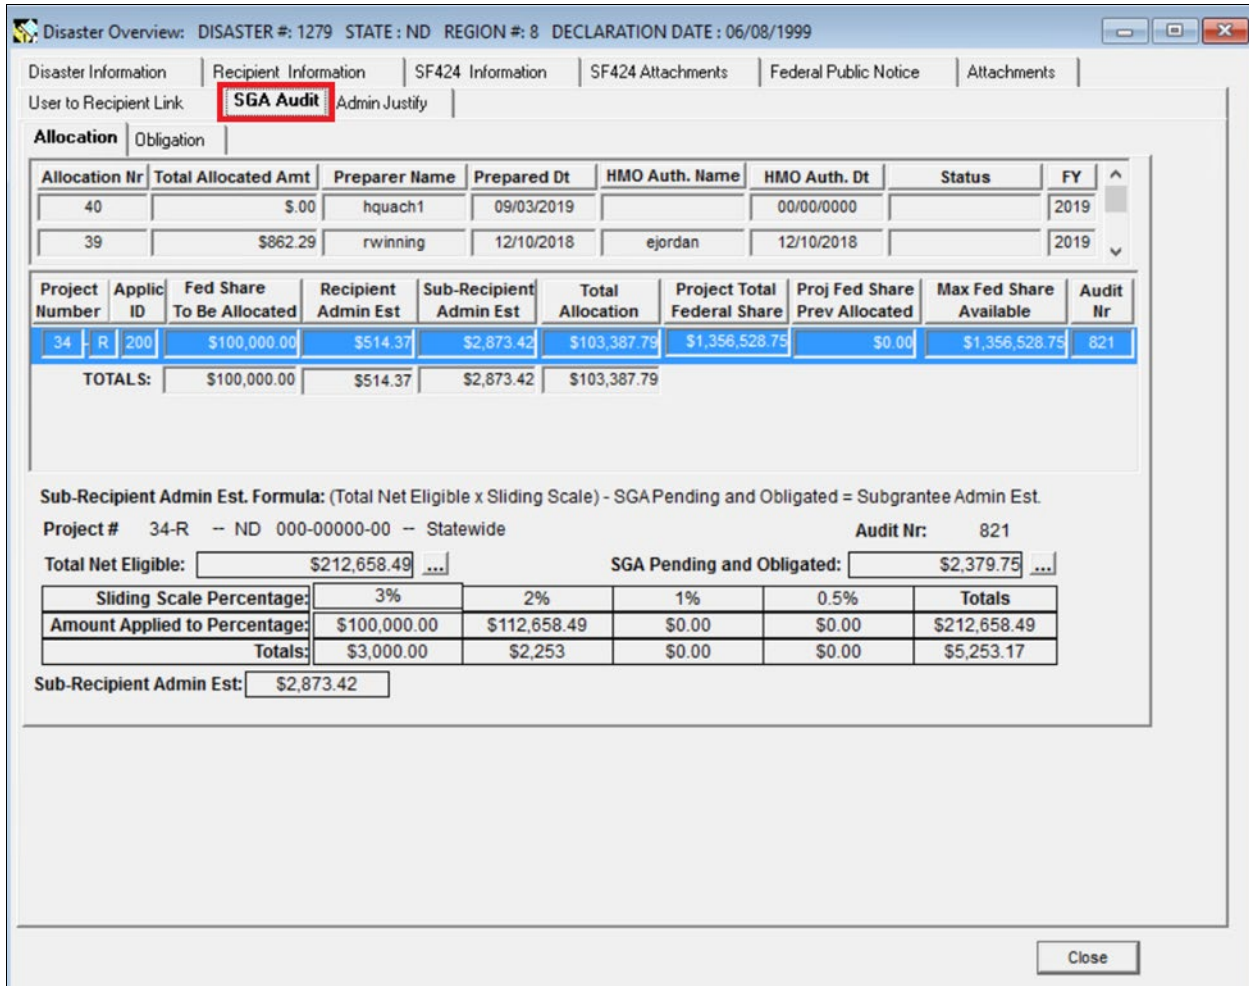 Disaster Overview: DISASTER #: 1279 STATE : ND REGION #: 8 DECLARATION DATE : 06/08/1999
Disaster Information Recipient Information SF424 Information SF424 Attachments Federal Public Notice Attachments
User to Recipient Link SGA Audit Admin Justify
Allocation Obligation
Allocation Nr Total Allocated Amt Preparer Name Prepared Dt HMO Auth. Name HMO Auth. Dt Status FY
40 $.00 hquach1 09/03/2019 00/00/0000 2019
39 $862.29 rwinning 12/10/2018 ejordan 12/10/2018 2019
Project Applic Fed Share Recipient Sub-Recipient Total Project Total Proj Fed Share Max Fed Share Audit
Number ID To Be Allocated Admin Est Admin Est Allocation Federal Share Prev Allocated Available Nr
34 - R 200 $100,000.00 $514.37 $2,873.42 $103,387.79 $1,356,528.75 $0.00 $1,356,528.75 821
TOTALS: $100,000.00 $514.37 $2,873.42 $103,387.79
Sub-Recipient Admin Est. Formula: (Total Net Eligible x Sliding Scale) - SGA Pending and Obligated = Subgrantee Admin Est.
Project # 34-R -- ND 000-00000-00 -- Statewide Audit Nr: 821
Total Net Eligible: $212,658.49 ... SGA Pending and Obligated: $2,379.75 ...
Sliding Scale Percentage: 3% 2% 1% 0.5% Totals
Amount Applied to Percentage: $100,000.00 $112,658.49 $0.00 $0.00 $212,658.49
Totals: $3,000.00 $2,253 $0.00 $0.00 $5,253.17
Sub-Recipient Admin Est: $2,873.42
Close